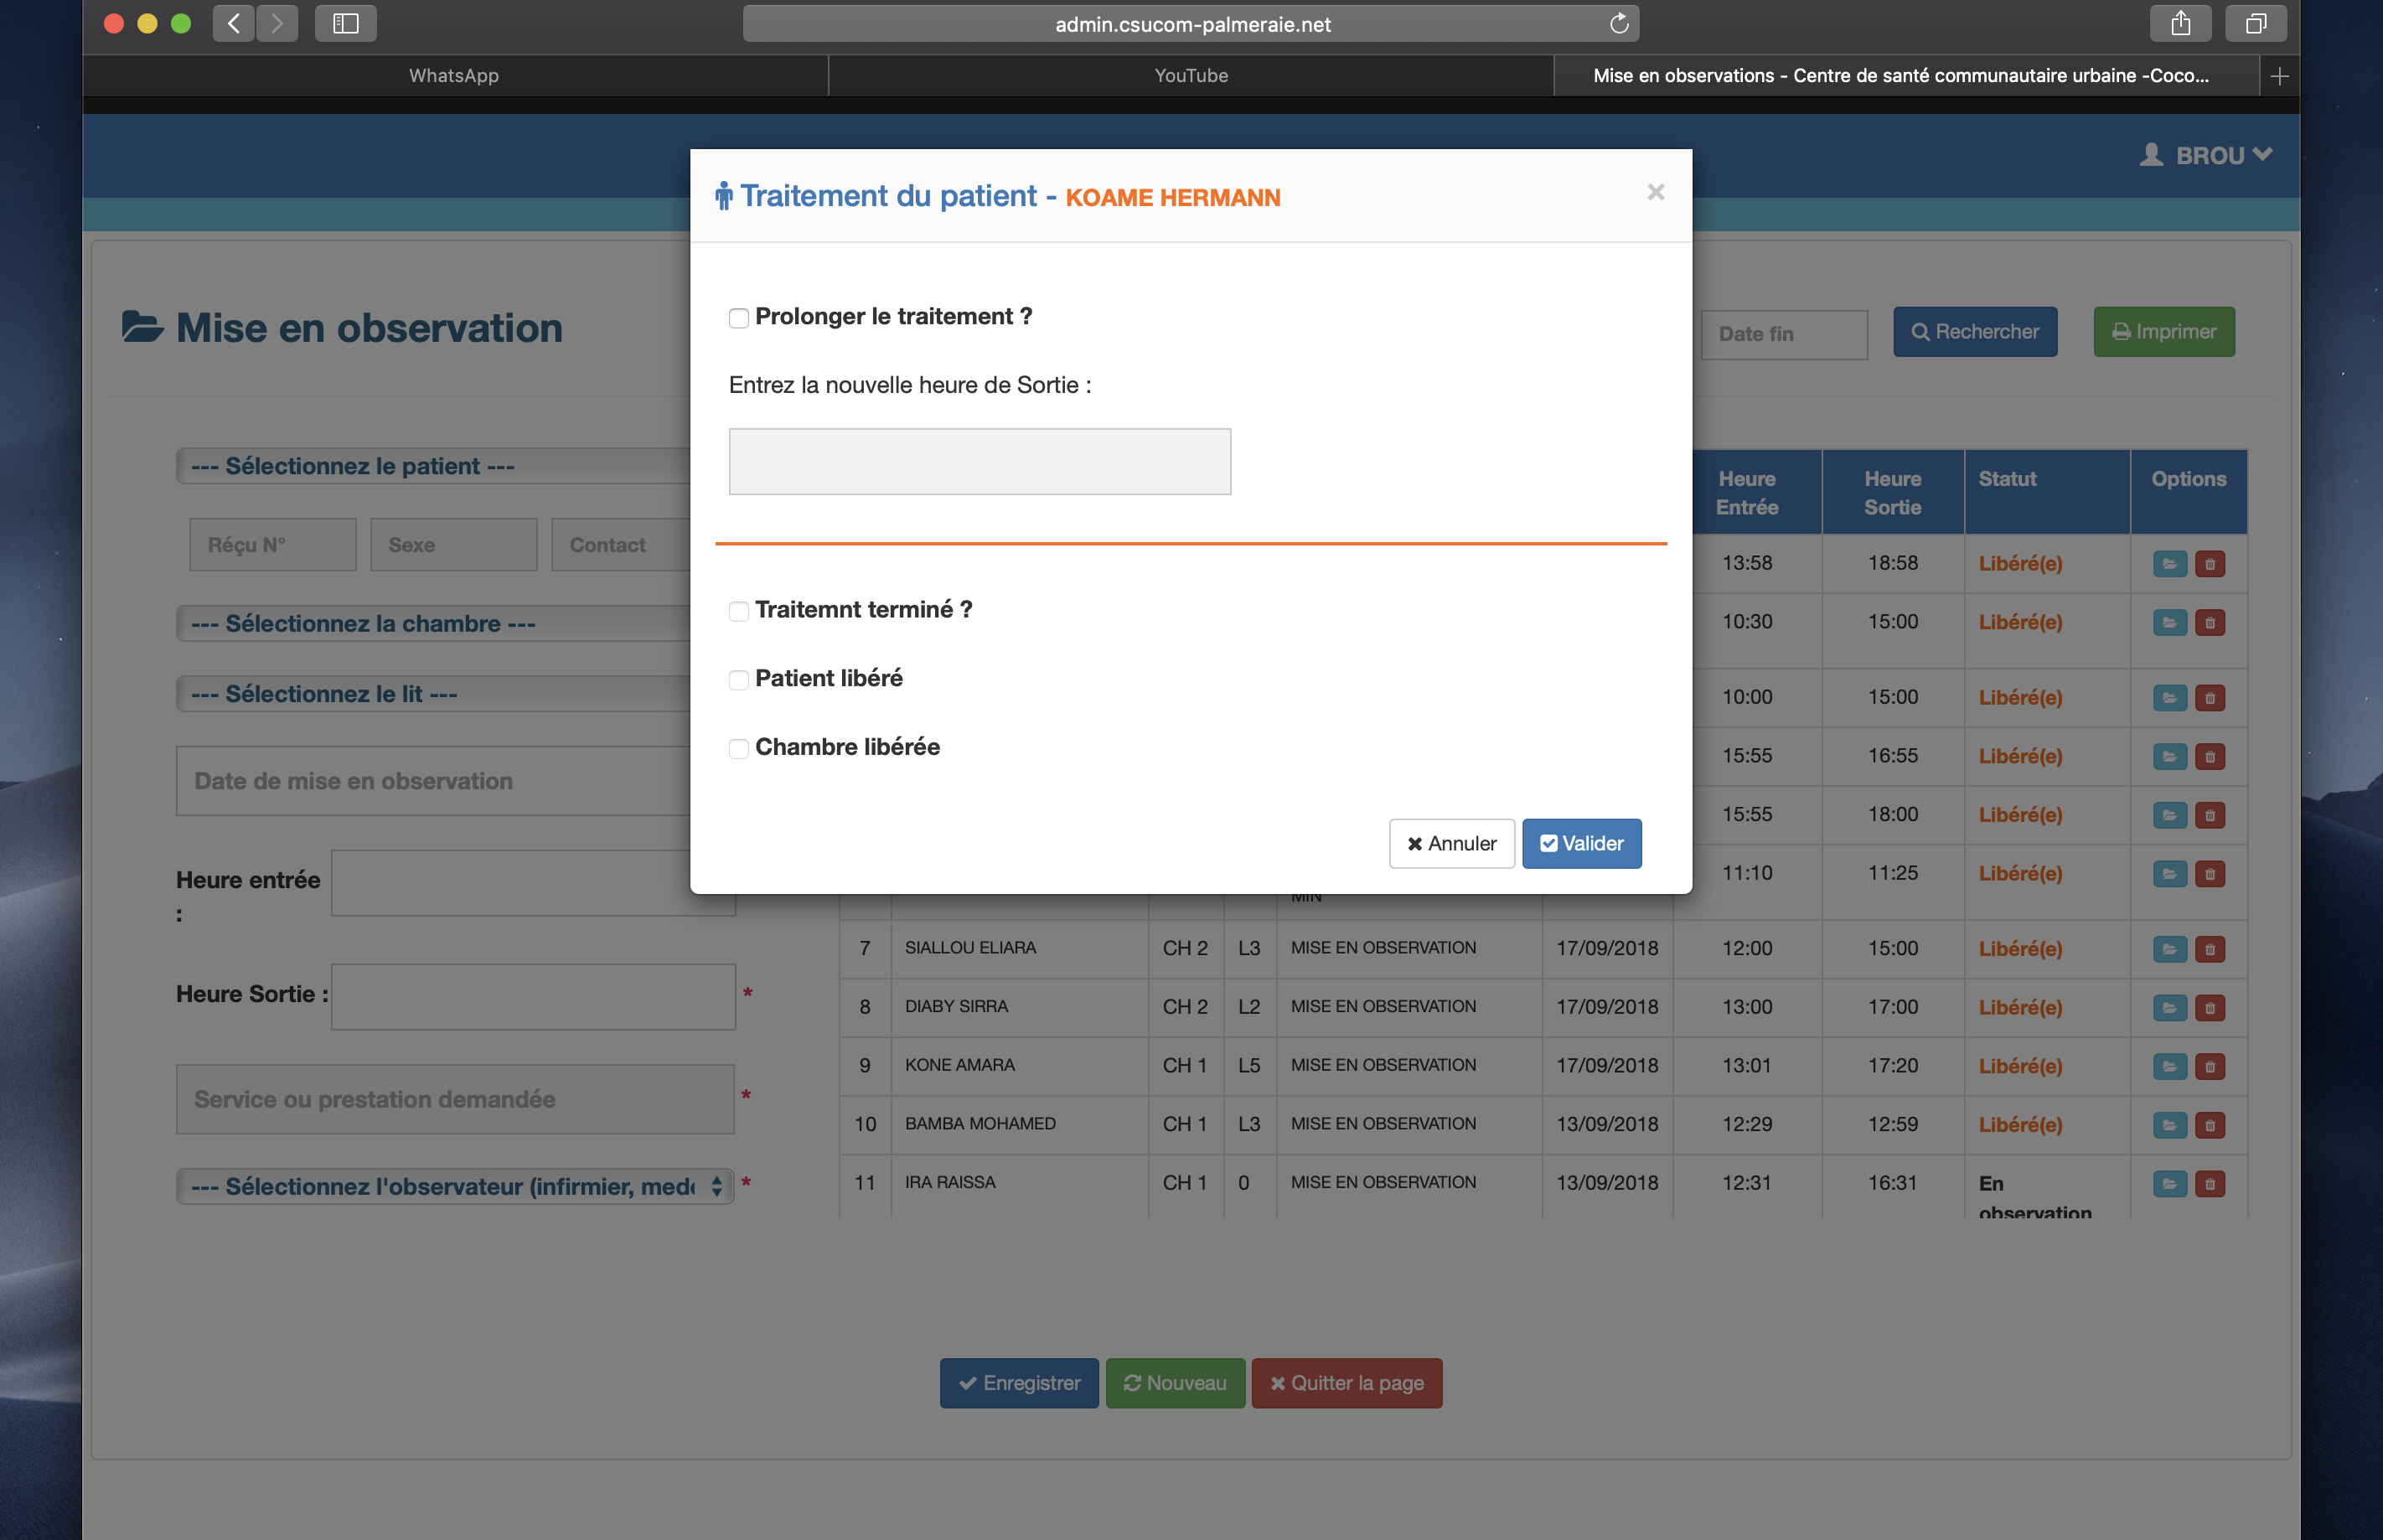 admin.csucom-palmeraie.net
WhatsApp
YouTube
Mise en observations - Centre de santé communautaire urbaine -Coco...
BROU
Traitement du patient - KOAME HERMANN
×
Prolonger le traitement ?
Entrez la nouvelle heure de Sortie :
Traitemnt terminé ?
Patient libéré
Chambre libérée
Annuler
Valider
Mise en observation
Date fin
Rechercher
Imprimer
--- Sélectionnez le patient ---
Réçu N°
Sexe
Contact
--- Sélectionnez la chambre ---
--- Sélectionnez le lit ---
Date de mise en observation
Heure entrée
:
Heure Sortie :
*
Service ou prestation demandée
*
--- Sélectionnez l'observateur (infirmier, mede
*
Heure Entrée Heure Sortie Statut Options
13:58 18:58 Libéré(e)
10:30 15:00 Libéré(e)
10:00 15:00 Libéré(e)
15:55 16:55 Libéré(e)
15:55 18:00 Libéré(e)
11:10 11:25 Libéré(e)
MIN
7 SIALLOU ELIARA CH 2 L3 MISE EN OBSERVATION 17/09/2018 12:00 15:00 Libéré(e)
8 DIABY SIRRA CH 2 L2 MISE EN OBSERVATION 17/09/2018 13:00 17:00 Libéré(e)
9 KONE AMARA CH 1 L5 MISE EN OBSERVATION 17/09/2018 13:01 17:20 Libéré(e)
10 BAMBA MOHAMED CH 1 L3 MISE EN OBSERVATION 13/09/2018 12:29 12:59 Libéré(e)
11 IRA RAISSA CH 1 0 MISE EN OBSERVATION 13/09/2018 12:31 16:31 En
observation
Enregistrer
Nouveau
Quitter la page